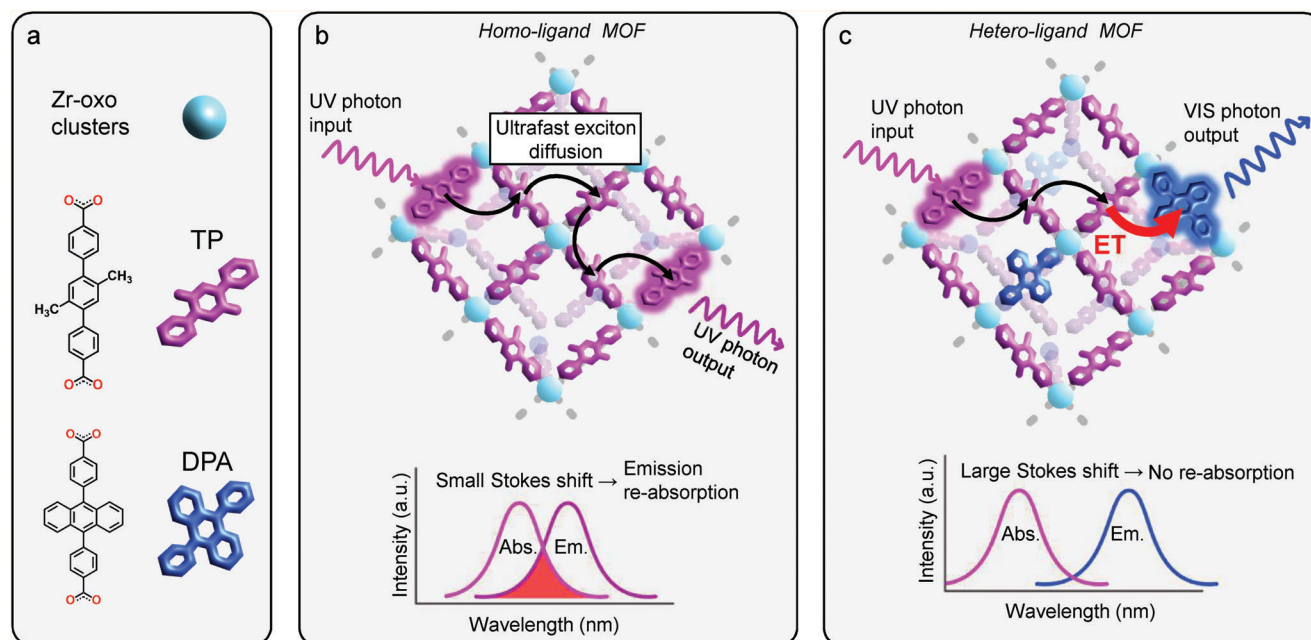 a
Zr-oxo
clusters
O O
TP
CH₃
H₃C
O O
O O
DPA
O O
b
Homo-ligand MOF
UV photon
input
Ultrafast exciton
diffusion
UV photon
output
Small Stokes shift → Emission
re-absorption
Abs.
Em.
Intensity (a.u.)
Wavelength (nm)
c
Hetero-ligand MOF
UV photon
input
VIS photon
output
ET
Large Stokes shift → No re-absorption
Abs.
Em.
Intensity (a.u.)
Wavelength (nm)